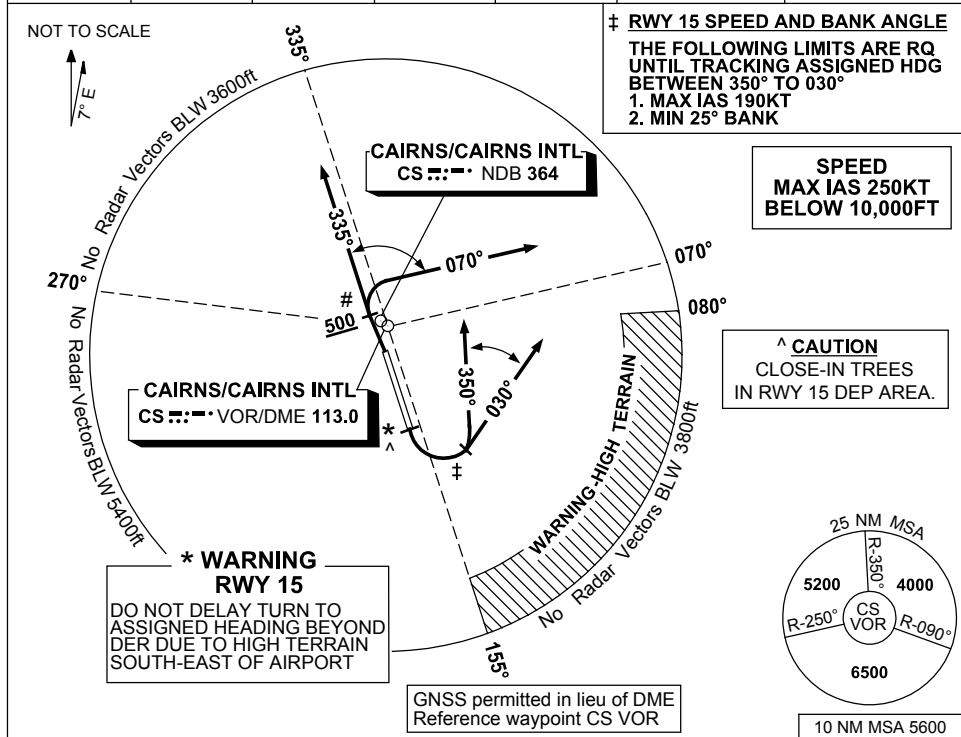 NOT TO SCALE
7° E
‡ RWY 15 SPEED AND BANK ANGLE
THE FOLLOWING LIMITS ARE RQ
UNTIL TRACKING ASSIGNED HDG
BETWEEN 350° TO 030°
1. MAX IAS 190KT
2. MIN 25° BANK
335°
No Radar Vectors BLW 3600ft
CAIRNS/CAIRNS INTL
CS NDB 364
SPEED
MAX IAS 250KT
BELOW 10,000FT
335°
070°
070°
270°
#
500
080°
No Radar Vectors BLW 5400ft
350°
030°
^ CAUTION
CLOSE-IN TREES
IN RWY 15 DEP AREA.
CAIRNS/CAIRNS INTL
CS VOR/DME 113.0
*
^
‡
WARNING-HIGH TERRAIN
No Radar Vectors BLW 3800ft
* WARNING
RWY 15
DO NOT DELAY TURN TO
ASSIGNED HEADING BEYOND
DER DUE TO HIGH TERRAIN
SOUTH-EAST OF AIRPORT
155°
GNSS permitted in lieu of DME
Reference waypoint CS VOR
25 NM MSA
R-350°
5200
4000
CS
VOR
R-250°
R-090°
6500
10 NM MSA 5600